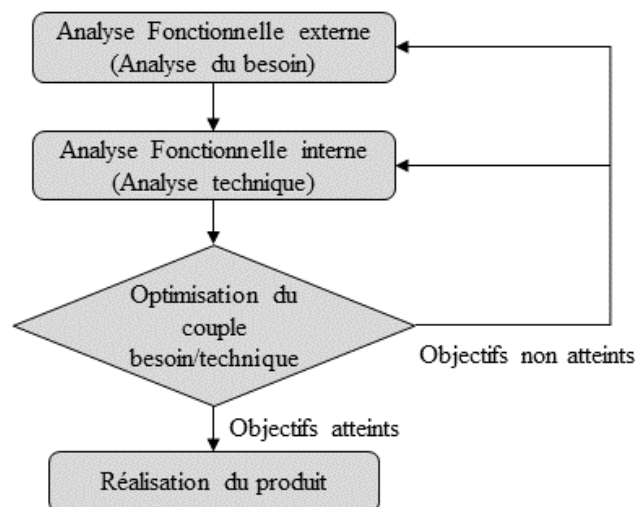 Analyse Fonctionnelle externe
(Analyse du besoin)
Analyse Fonctionnelle interne
(Analyse technique)
Optimisation du
couple
besoin/technique
Objectifs non atteints
Objectifs atteints
Réalisation du produit